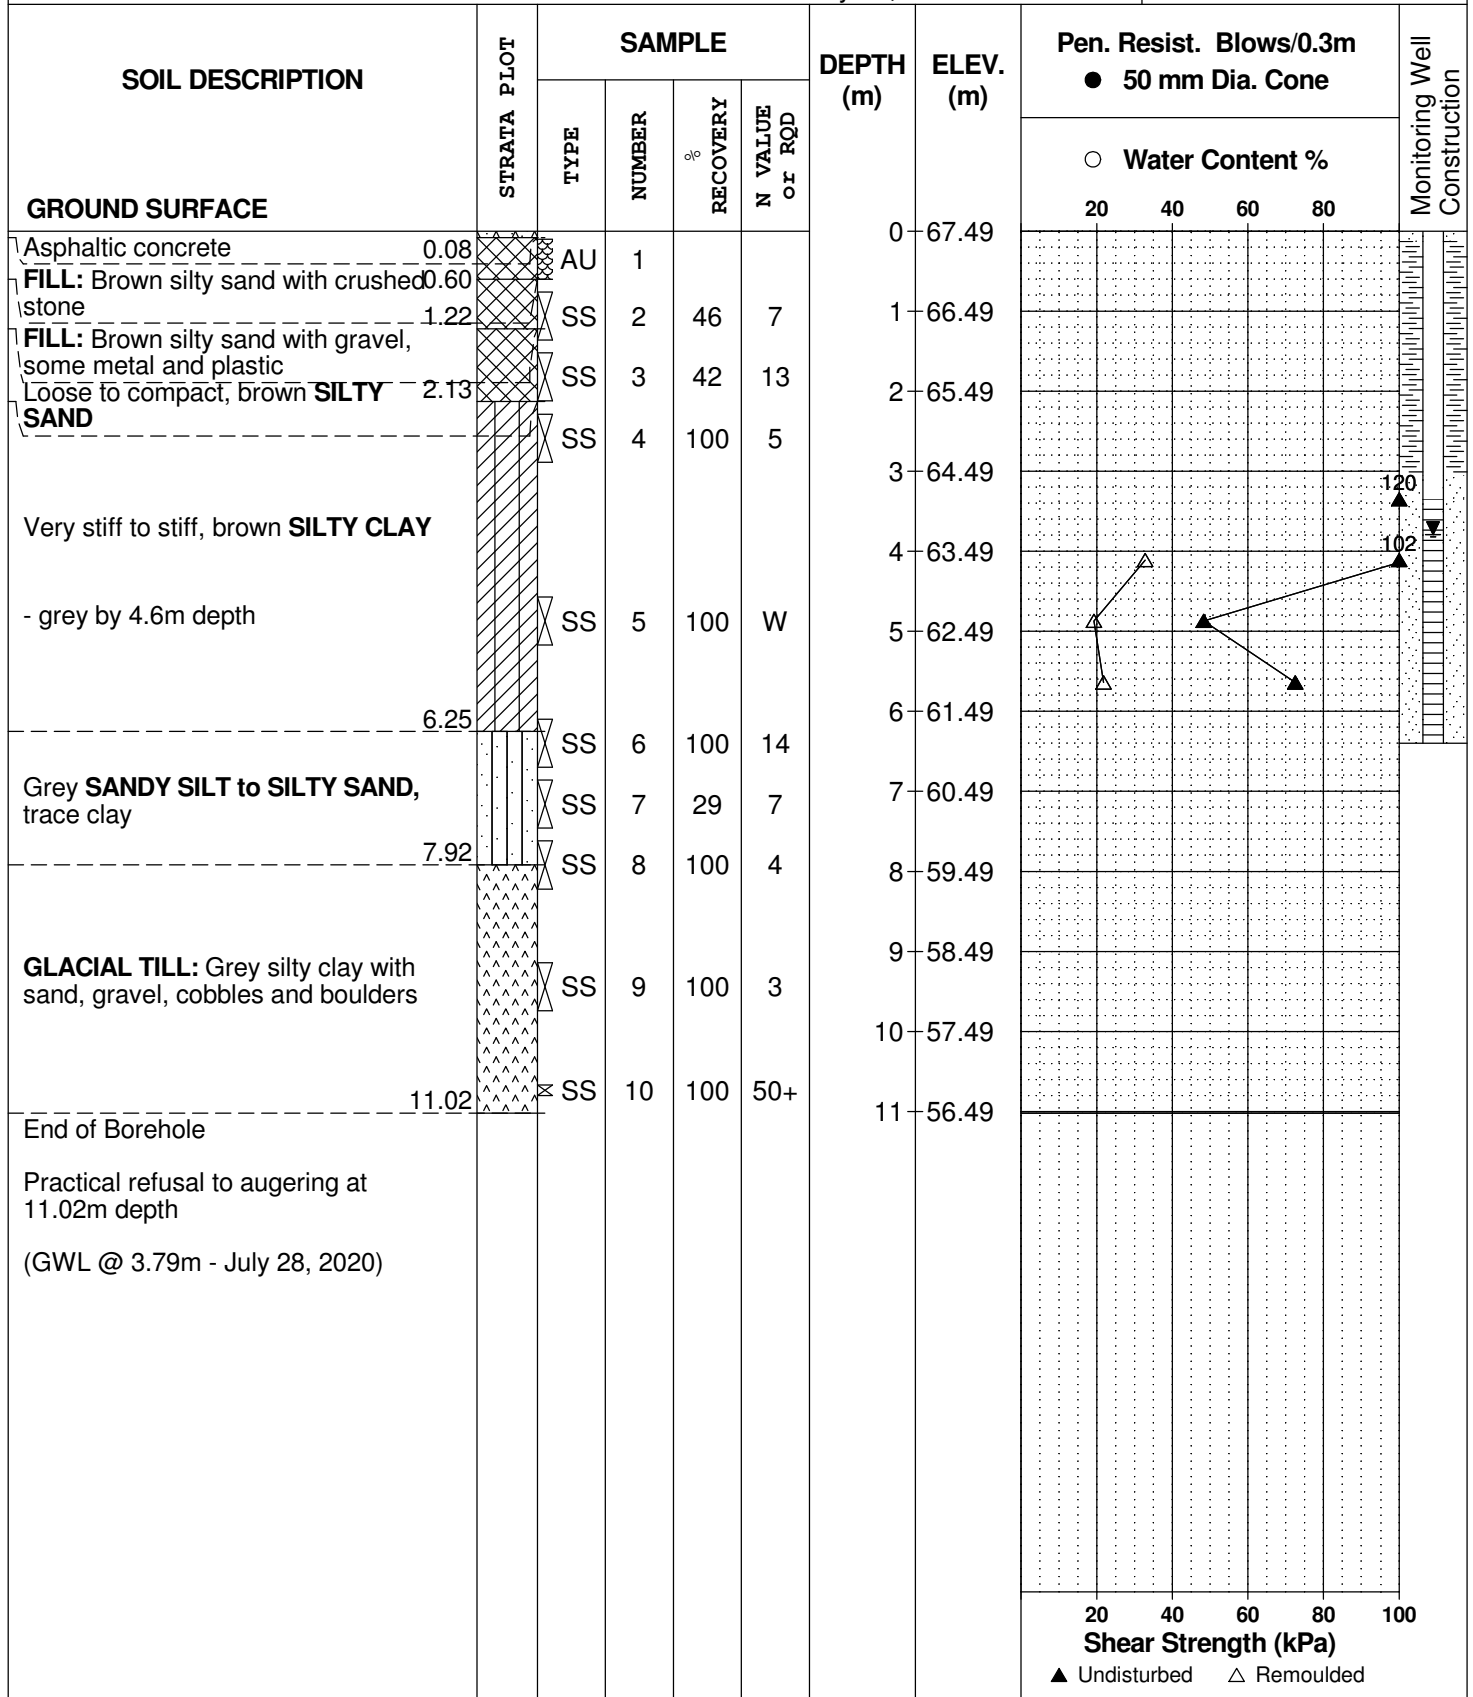 SOIL DESCRIPTION
GROUND SURFACE
STRATA PLOT
SAMPLE
TYPE
NUMBER
% RECOVERY
N VALUE or RQD
DEPTH (m)
ELEV. (m)
Pen. Resist. Blows/0.3m
● 50 mm Dia. Cone
○ Water Content %
20 40 60 80
Monitoring Well Construction
0 67.49
Asphaltic concrete 0.08
AU 1
FILL: Brown silty sand with crushed 0.60
stone
1.22
SS 2 46 7
1 66.49
FILL: Brown silty sand with gravel,
some metal and plastic
SS 3 42 13
Loose to compact, brown SILTY 2.13
SAND
2 65.49
SS 4 100 5
3 64.49
120
Very stiff to stiff, brown SILTY CLAY
4 63.49
102
- grey by 4.6m depth
SS 5 100 W
5 62.49
6.25
6 61.49
SS 6 100 14
Grey SANDY SILT to SILTY SAND,
trace clay
7 60.49
SS 7 29 7
7.92
SS 8 100 4
8 59.49
9 58.49
GLACIAL TILL: Grey silty clay with
sand, gravel, cobbles and boulders
SS 9 100 3
10 57.49
SS 10 100 50+
11.02
11 56.49
End of Borehole
Practical refusal to augering at
11.02m depth
(GWL @ 3.79m - July 28, 2020)
20 40 60 80 100
Shear Strength (kPa)
▲ Undisturbed △ Remoulded